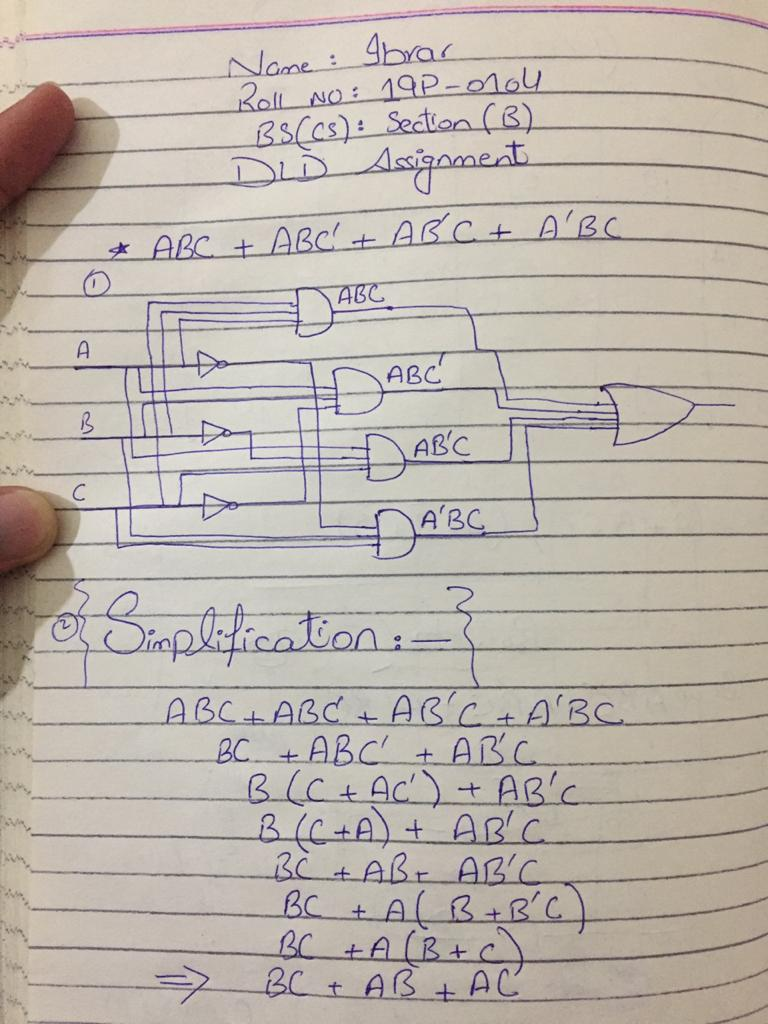 Name : Ibrar
Roll NO: 19P-0104
BS(CS): Section (B)
DLD Assignment
* ABC + ABC' + AB'C + A'BC
①
ABC
A
ABC'
B
AB'C
C
A'BC
② { Simplification :- }
ABC + ABC' + AB'C + A'BC
BC + ABC' + AB'C
B (C + AC') + AB'C
B (C+A) + AB'C
BC + AB + AB'C
BC + A( B + B'C )
BC + A (B + C)
⇒ BC + AB + AC